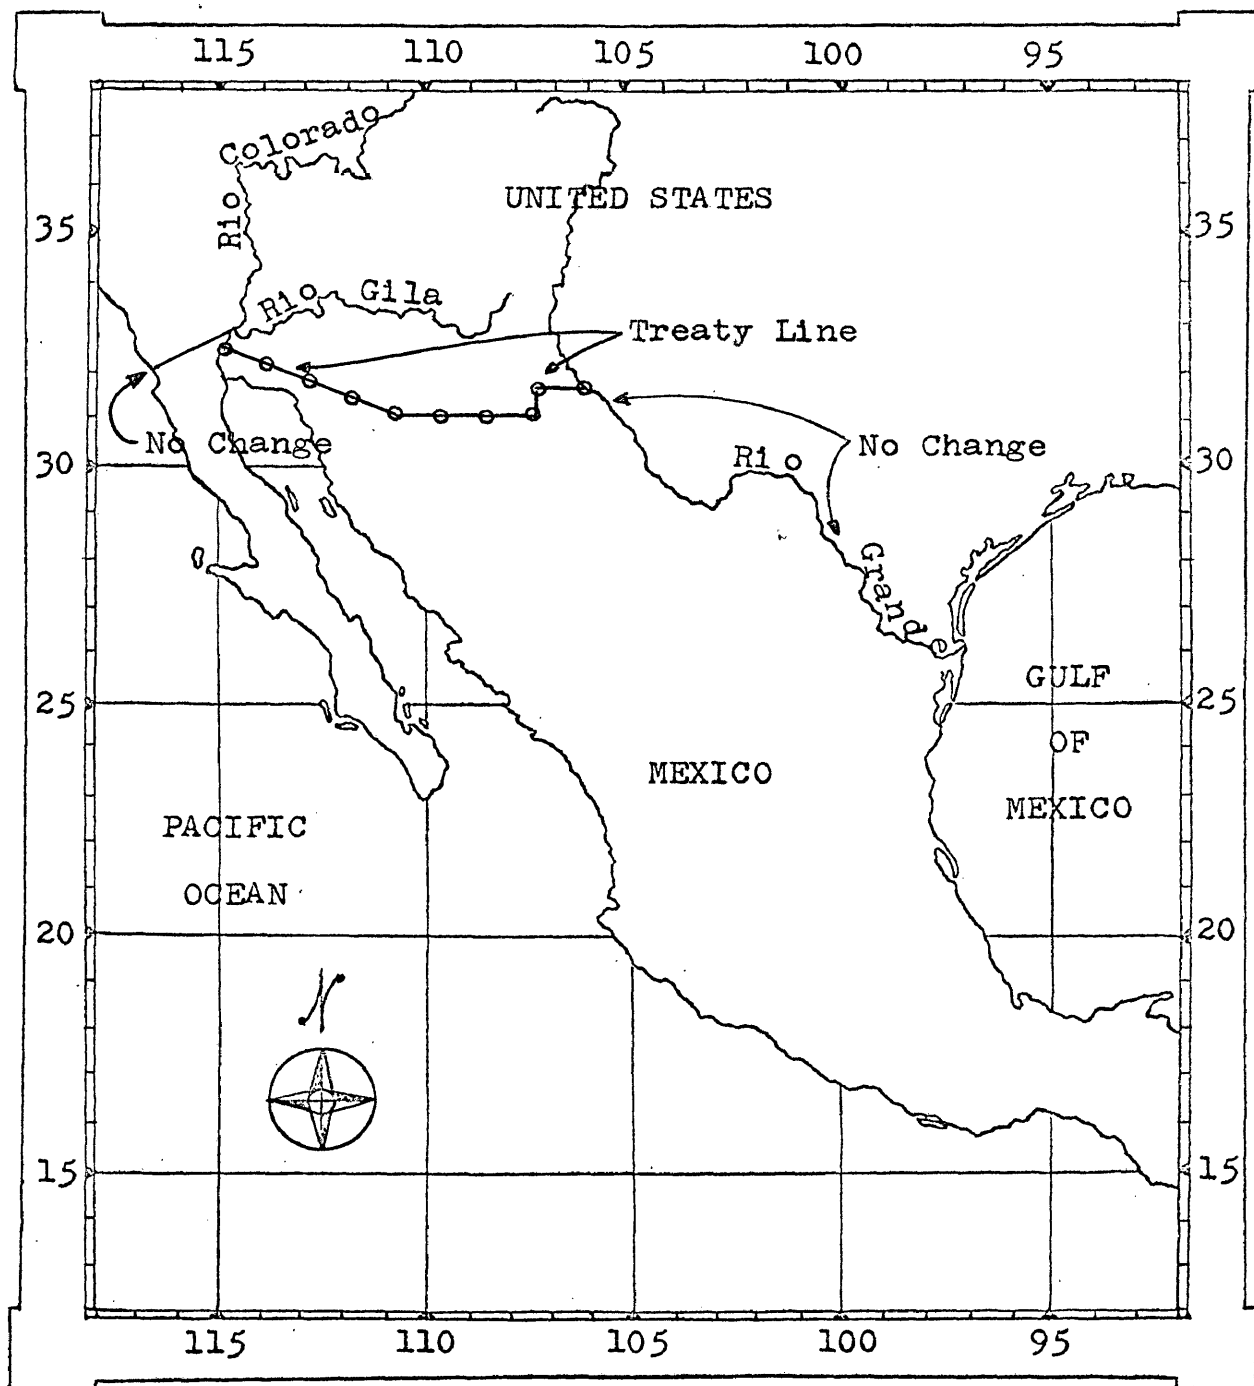 115 110 105 100 95
Colorado
UNITED STATES
Rio
35 35
Rio Gila
Treaty Line
No Change
No Change
30 30
Rio
Grande
GULF
25 25
OF
MEXICO
MEXICO
PACIFIC
OCEAN
20 20
15 15
115 110 105 100 95